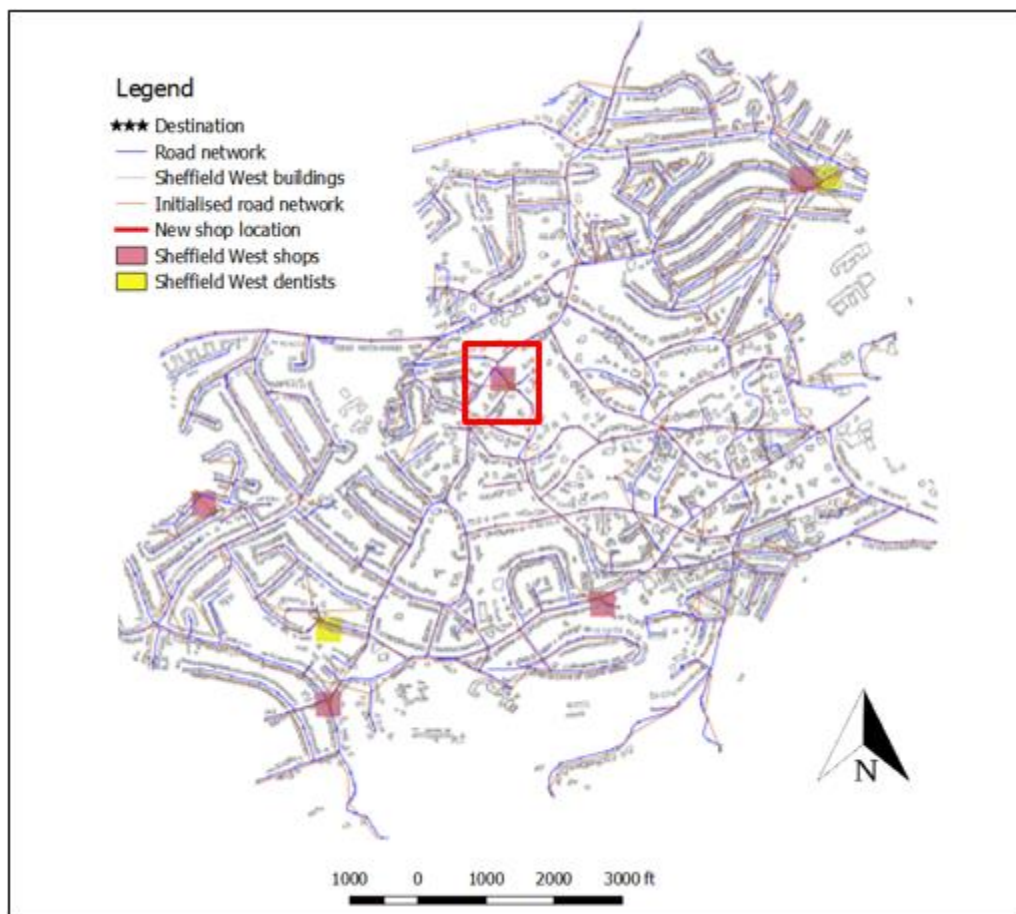 Legend
★★★ Destination
Road network
Sheffield West buildings
Initialised road network
New shop location
Sheffield West shops
Sheffield West dentists
N
1000 0 1000 2000 3000 ft